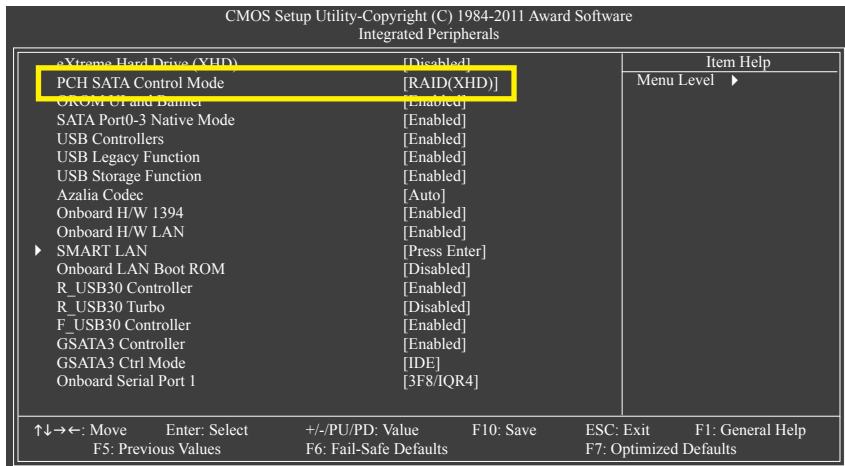 CMOS Setup Utility-Copyright (C) 1984-2011 Award Software
Integrated Peripherals
eXtreme Hard Drive (XHD) [Disabled]
Item Help
PCH SATA Control Mode [RAID(XHD)]
Menu Level
OROM UI and Banner [Enabled]
SATA Port0-3 Native Mode [Enabled]
USB Controllers [Enabled]
USB Legacy Function [Enabled]
USB Storage Function [Enabled]
Azalia Codec [Auto]
Onboard H/W 1394 [Enabled]
Onboard H/W LAN [Enabled]
SMART LAN [Press Enter]
Onboard LAN Boot ROM [Disabled]
R_USB30 Controller [Enabled]
R_USB30 Turbo [Disabled]
F_USB30 Controller [Enabled]
GSATA3 Controller [Enabled]
GSATA3 Ctrl Mode [IDE]
Onboard Serial Port 1 [3F8/IQR4]
↑↓→←: Move Enter: Select +/-/PU/PD: Value F10: Save ESC: Exit F1: General Help
F5: Previous Values F6: Fail-Safe Defaults F7: Optimized Defaults